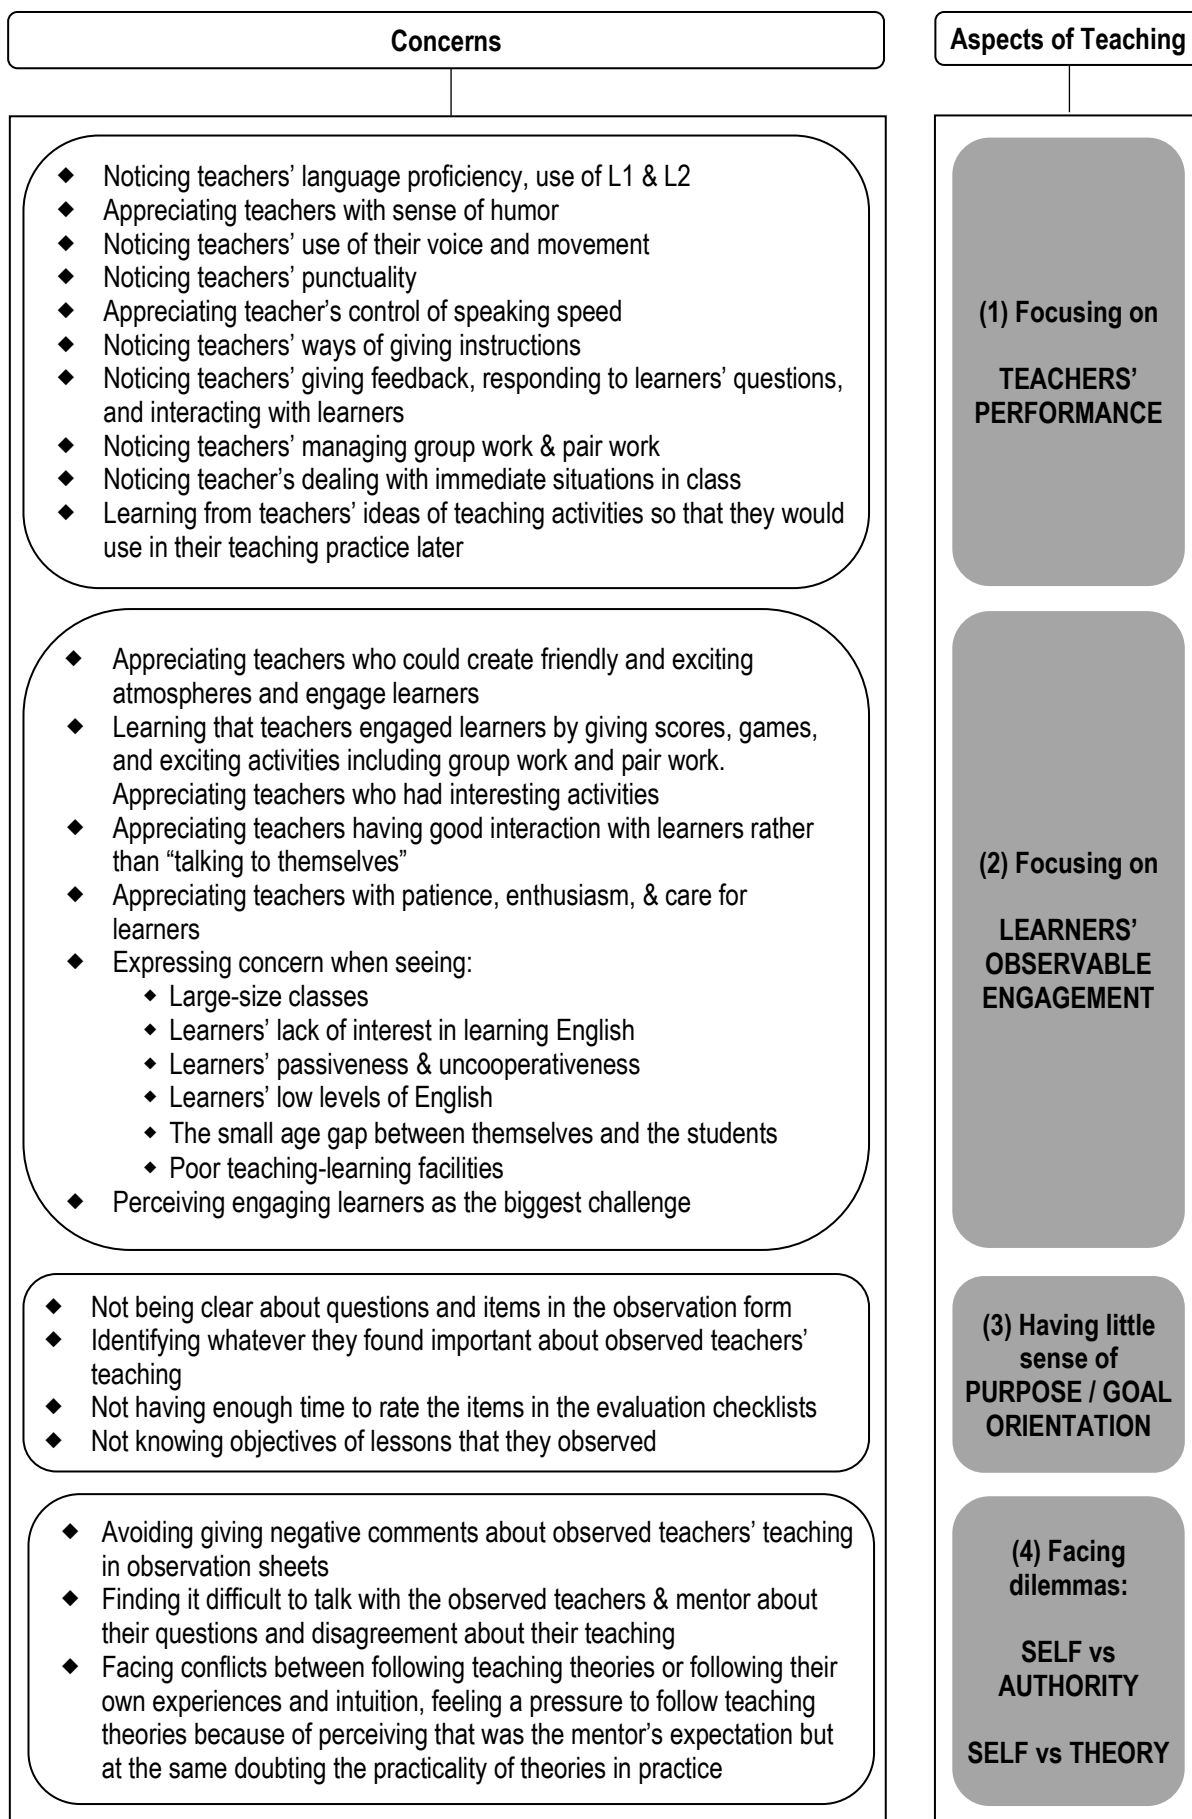 Concerns
Aspects of Teaching
◆ Noticing teachers’ language proficiency, use of L1 & L2
◆ Appreciating teachers with sense of humor
◆ Noticing teachers’ use of their voice and movement
◆ Noticing teachers’ punctuality
◆ Appreciating teacher’s control of speaking speed
◆ Noticing teachers’ ways of giving instructions
◆ Noticing teachers’ giving feedback, responding to learners’ questions,
and interacting with learners
◆ Noticing teachers’ managing group work & pair work
◆ Noticing teacher’s dealing with immediate situations in class
◆ Learning from teachers’ ideas of teaching activities so that they would
use in their teaching practice later
(1) Focusing on
TEACHERS’
PERFORMANCE
◆ Appreciating teachers who could create friendly and exciting
atmospheres and engage learners
◆ Learning that teachers engaged learners by giving scores, games,
and exciting activities including group work and pair work.
Appreciating teachers who had interesting activities
◆ Appreciating teachers having good interaction with learners rather
than “talking to themselves”
◆ Appreciating teachers with patience, enthusiasm, & care for
learners
◆ Expressing concern when seeing:
◆ Large-size classes
◆ Learners’ lack of interest in learning English
◆ Learners’ passiveness & uncooperativeness
◆ Learners’ low levels of English
◆ The small age gap between themselves and the students
◆ Poor teaching-learning facilities
◆ Perceiving engaging learners as the biggest challenge
(2) Focusing on
LEARNERS’
OBSERVABLE
ENGAGEMENT
◆ Not being clear about questions and items in the observation form
◆ Identifying whatever they found important about observed teachers’
teaching
◆ Not having enough time to rate the items in the evaluation checklists
◆ Not knowing objectives of lessons that they observed
(3) Having little
sense of
PURPOSE / GOAL
ORIENTATION
◆ Avoiding giving negative comments about observed teachers’ teaching
in observation sheets
◆ Finding it difficult to talk with the observed teachers & mentor about
their questions and disagreement about their teaching
◆ Facing conflicts between following teaching theories or following their
own experiences and intuition, feeling a pressure to follow teaching
theories because of perceiving that was the mentor’s expectation but
at the same doubting the practicality of theories in practice
(4) Facing
dilemmas:
SELF vs
AUTHORITY
SELF vs THEORY